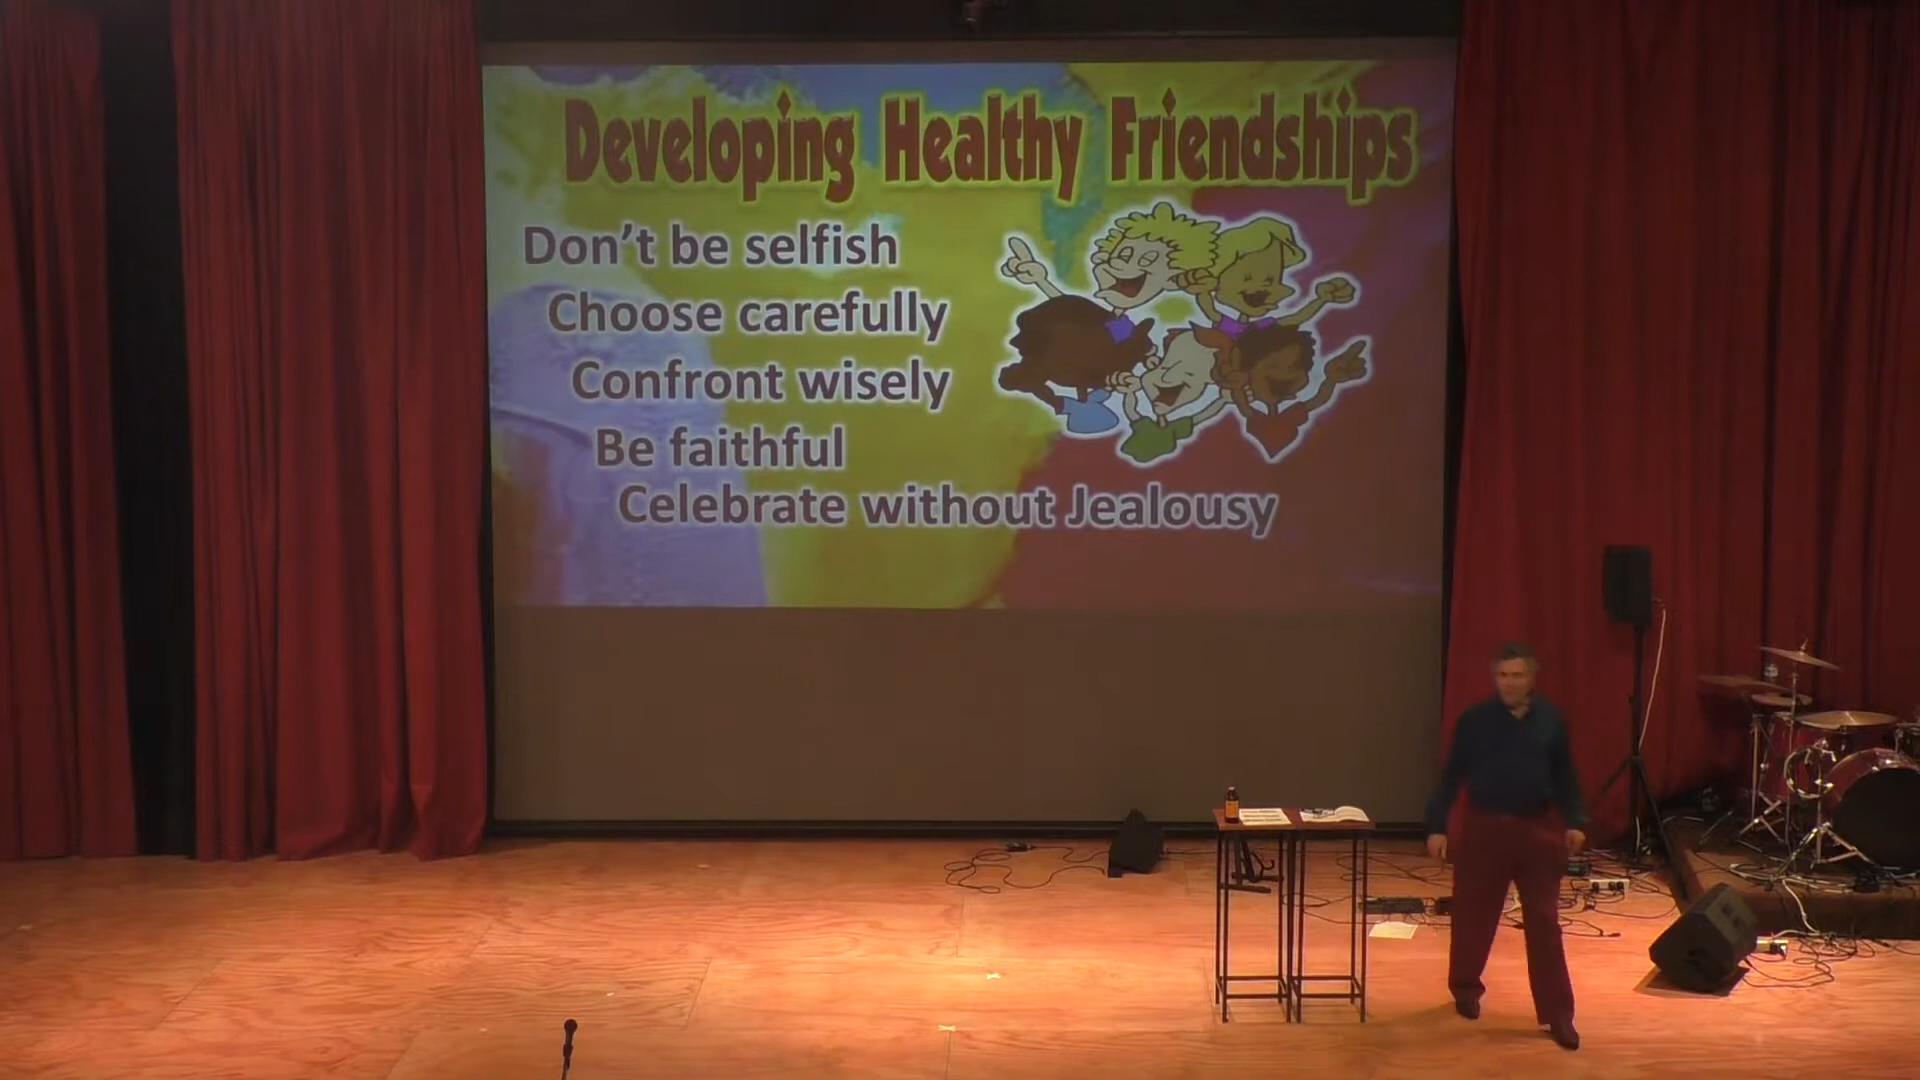 Developing Healthy Friendships
Don't be selfish
Choose carefully
Confront wisely
Be faithful
Celebrate without Jealousy